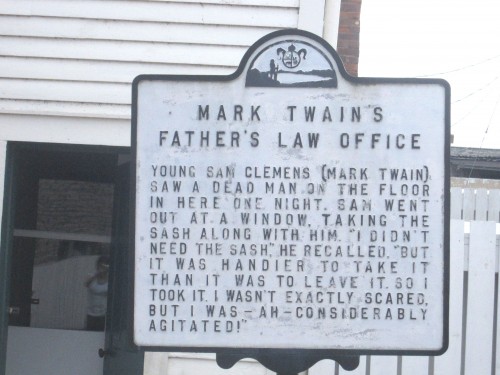 MARK TWAIN'S
FATHER'S LAW OFFICE
YOUNG SAM CLEMENS (MARK TWAIN)
SAW A DEAD MAN ON THE FLOOR
IN HERE ONE NIGHT. SAM WENT
OUT AT A WINDOW, TAKING THE
SASH ALONG WITH HIM. "I DIDN'T
NEED THE SASH," HE RECALLED, "BUT
IT WAS HANDIER TO TAKE IT
THAN IT WAS TO LEAVE IT, SO I
TOOK IT. I WASN'T EXACTLY SCARED,
BUT I WAS-AH-CONSIDERABLY
AGITATED!"